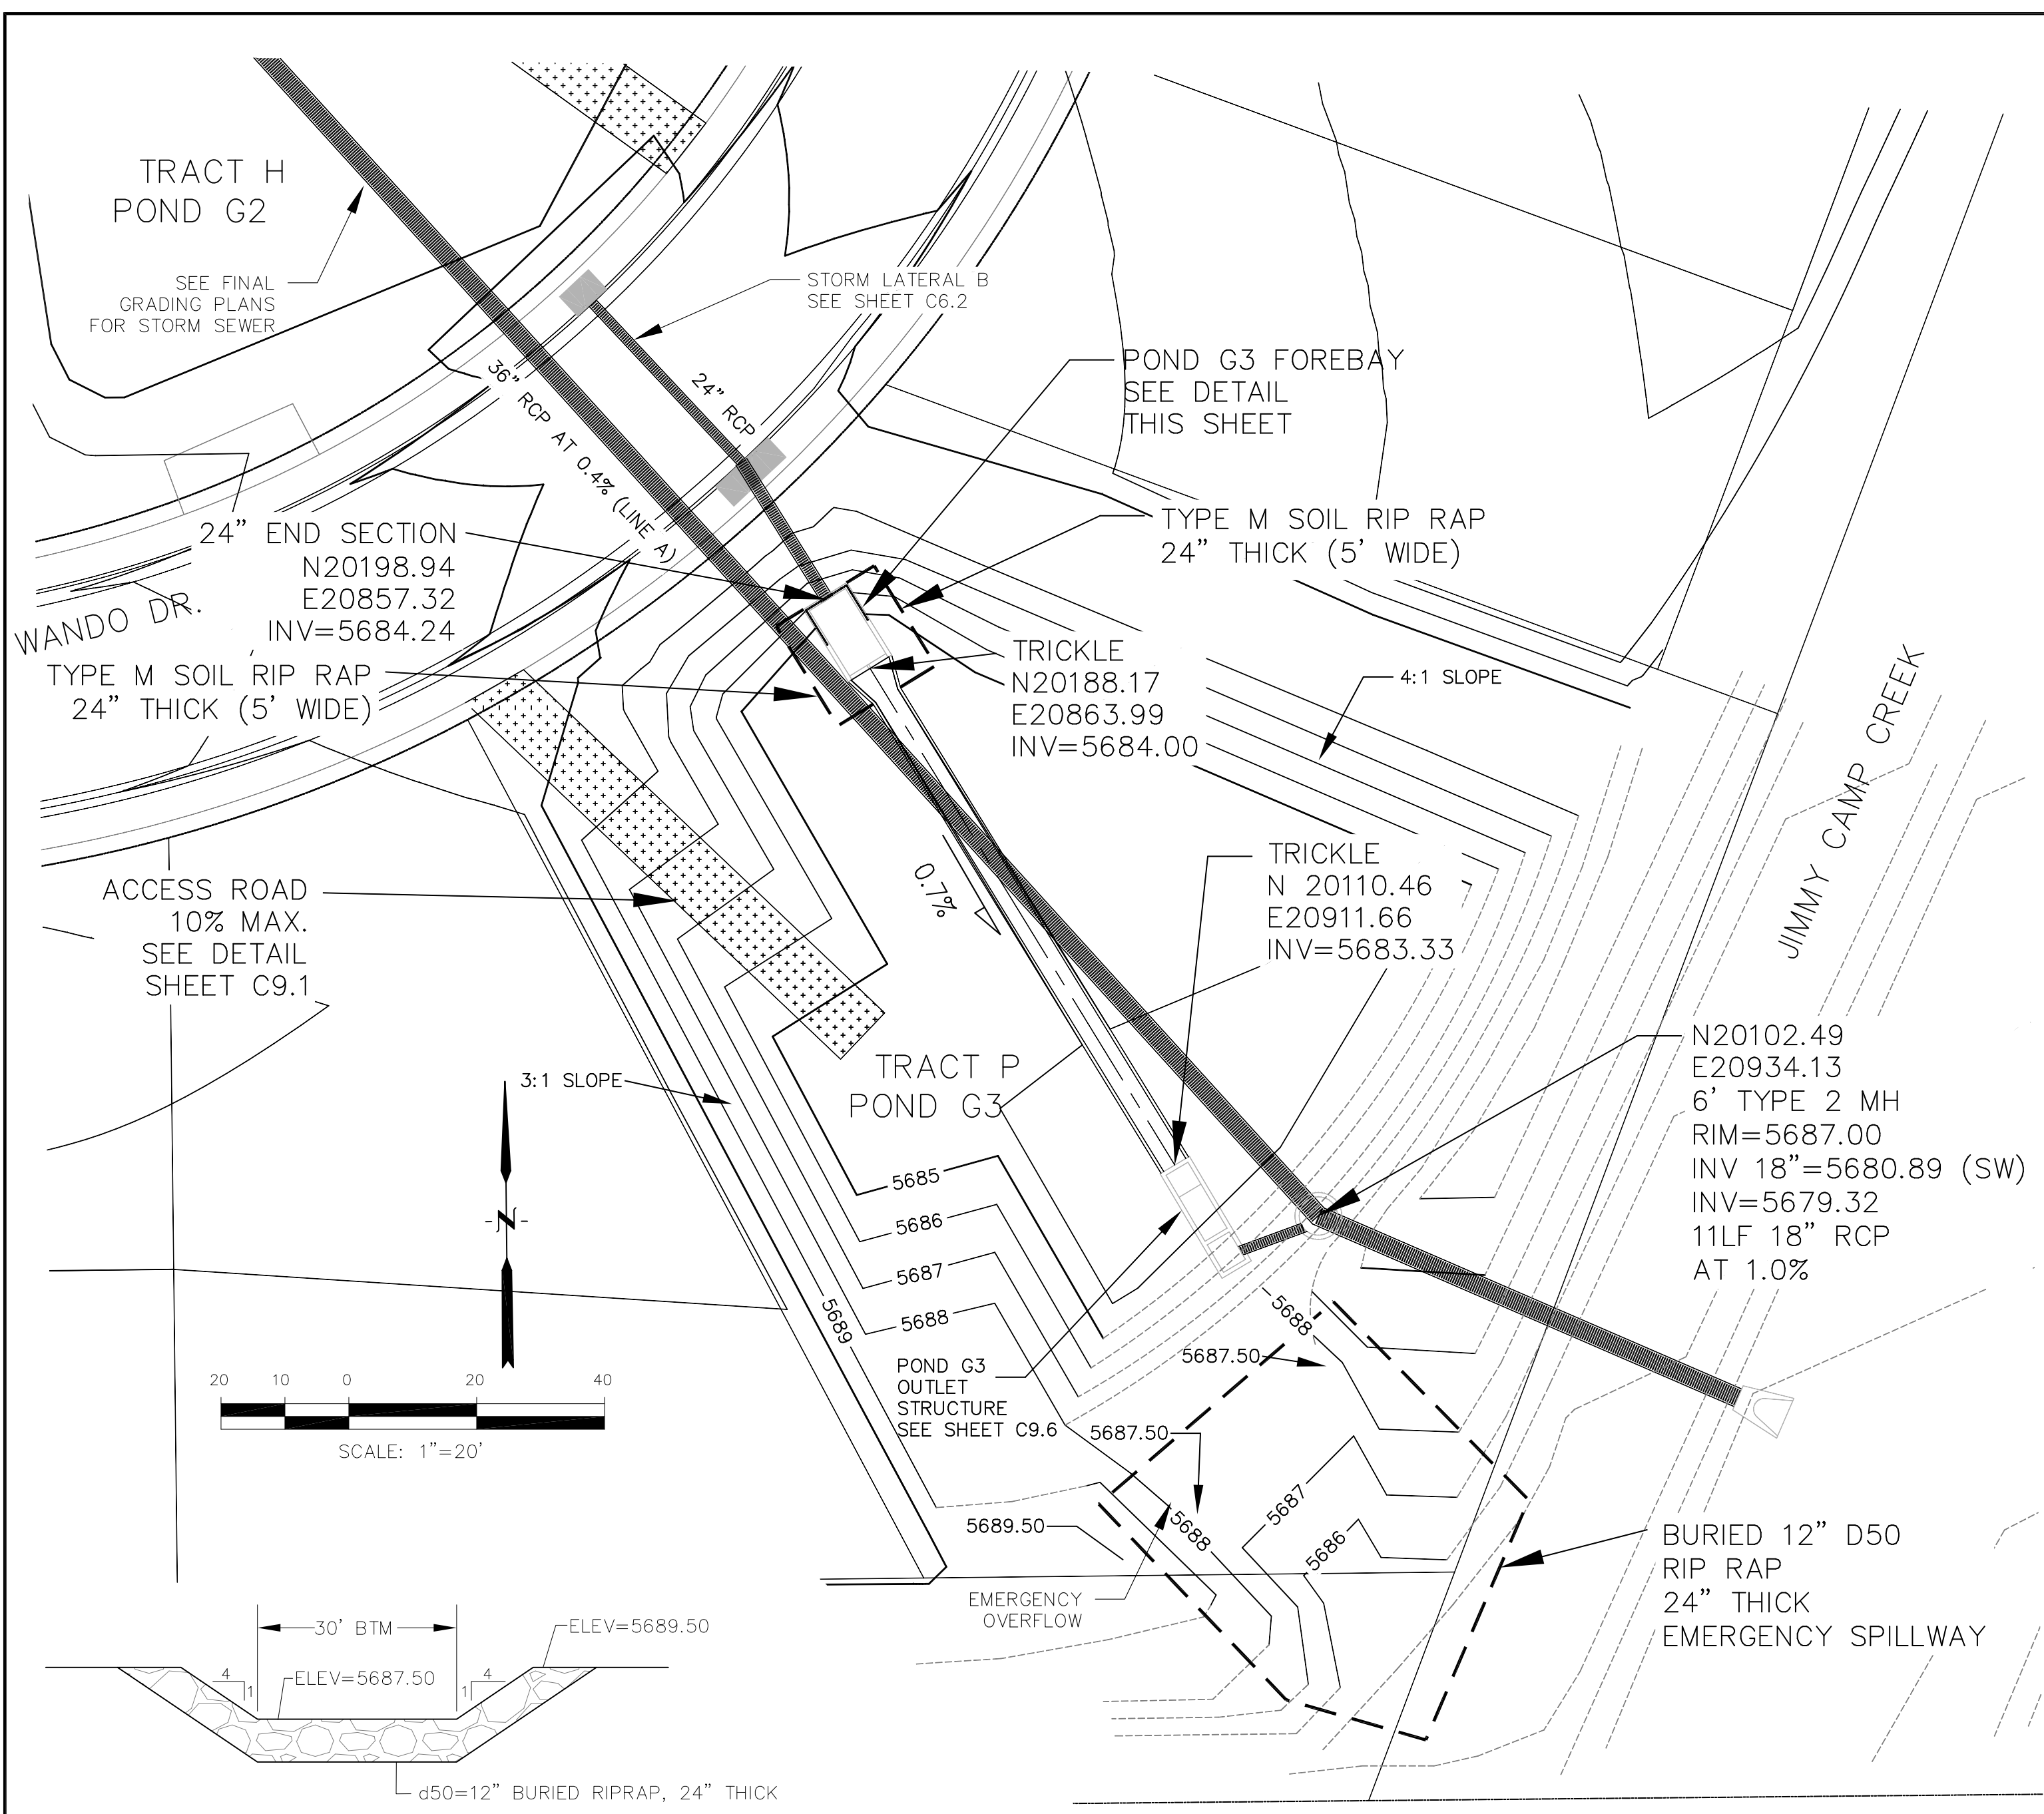 TRACT H
POND G2
SEE FINAL
GRADING PLANS
FOR STORM SEWER
STORM LATERAL B
SEE SHEET C6.2
POND G3 FOREBAY
SEE DETAIL
THIS SHEET
36" RCP AT 0.4% (LINE A)
24" RCP
24" END SECTION
N20198.94
E20857.32
INV=5684.24
TYPE M SOIL RIP RAP
24" THICK (5' WIDE)
WANDO DR.
TYPE M SOIL RIP RAP
24" THICK (5' WIDE)
TRICKLE
N20188.17
E20863.99
INV=5684.00
4:1 SLOPE
JIMMY CAMP CREEK
ACCESS ROAD
10% MAX.
SEE DETAIL
SHEET C9.1
0.7%
TRICKLE
N 20110.46
E20911.66
INV=5683.33
3:1 SLOPE
TRACT P
POND G3
N20102.49
E20934.13
6' TYPE 2 MH
RIM=5687.00
INV 18"=5680.89 (SW)
INV=5679.32
11LF 18" RCP
AT 1.0%
-N-
5685
5686
5687
5688
5689
20 10 0 20 40
SCALE: 1"=20'
POND G3
OUTLET
STRUCTURE
SEE SHEET C9.6
5688
5687.50
5687.50
5689.50
5688
5687
5686
EMERGENCY
OVERFLOW
BURIED 12" D50
RIP RAP
24" THICK
EMERGENCY SPILLWAY
30' BTM
ELEV=5689.50
ELEV=5687.50
4
1
4
1
d50=12" BURIED RIPRAP, 24" THICK